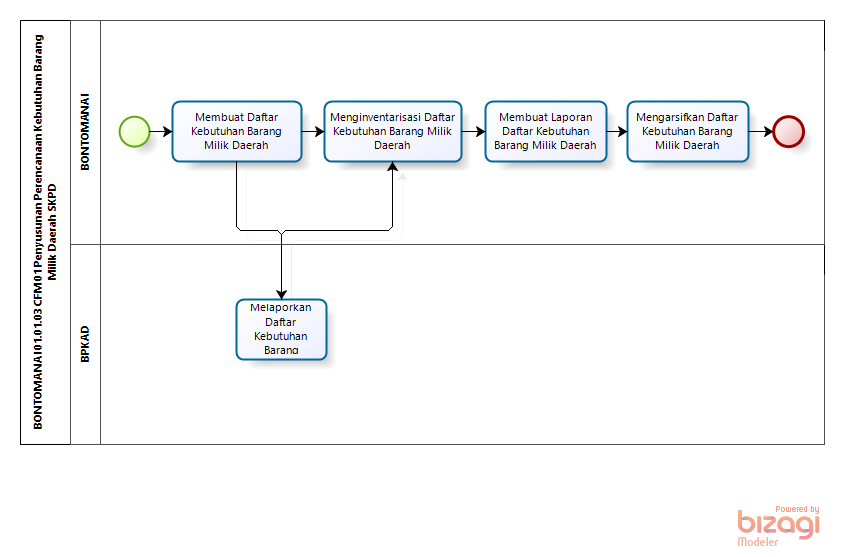 BONTOMANAI 01.01.03 CFM 01 Penyusunan Perencanaan Kebutuhan Barang
Milik Daerah SKPD
BONTOMANAI
Membuat Daftar
Kebutuhan Barang
Milik Daerah
Menginventarisasi Daftar
Kebutuhan Barang Milik
Daerah
Membuat Laporan
Daftar Kebutuhan
Barang Milik Daerah
Mengarsifkan Daftar
Kebutuhan Barang
Milik Daerah
BPKAD
Melaporkan
Daftar
Kebutuhan
Barang
Powered by
bizagi
Modeler